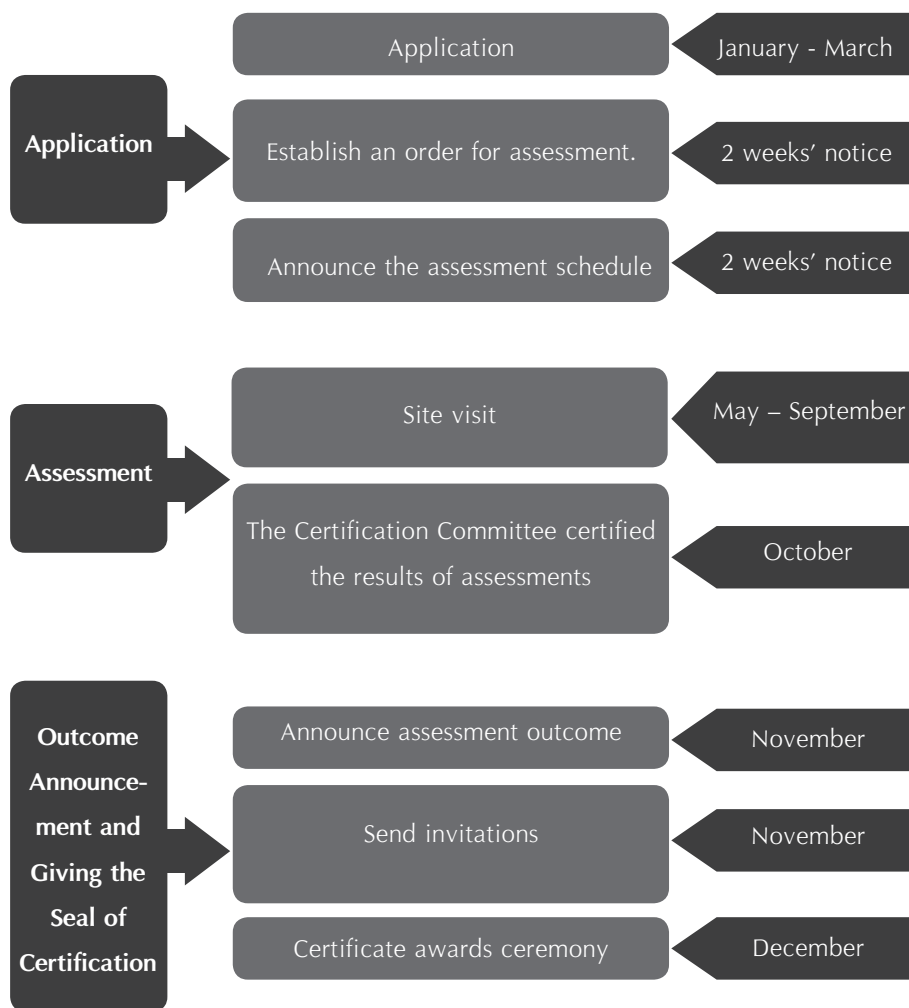 Application
Application
January - March
Establish an order for assessment.
2 weeks’ notice
Announce the assessment schedule
2 weeks’ notice
Assessment
Site visit
May – September
The Certification Committee certified
the results of assessments
October
Outcome
Announce-
ment and
Giving the
Seal of
Certification
Announce assessment outcome
November
Send invitations
November
Certificate awards ceremony
December